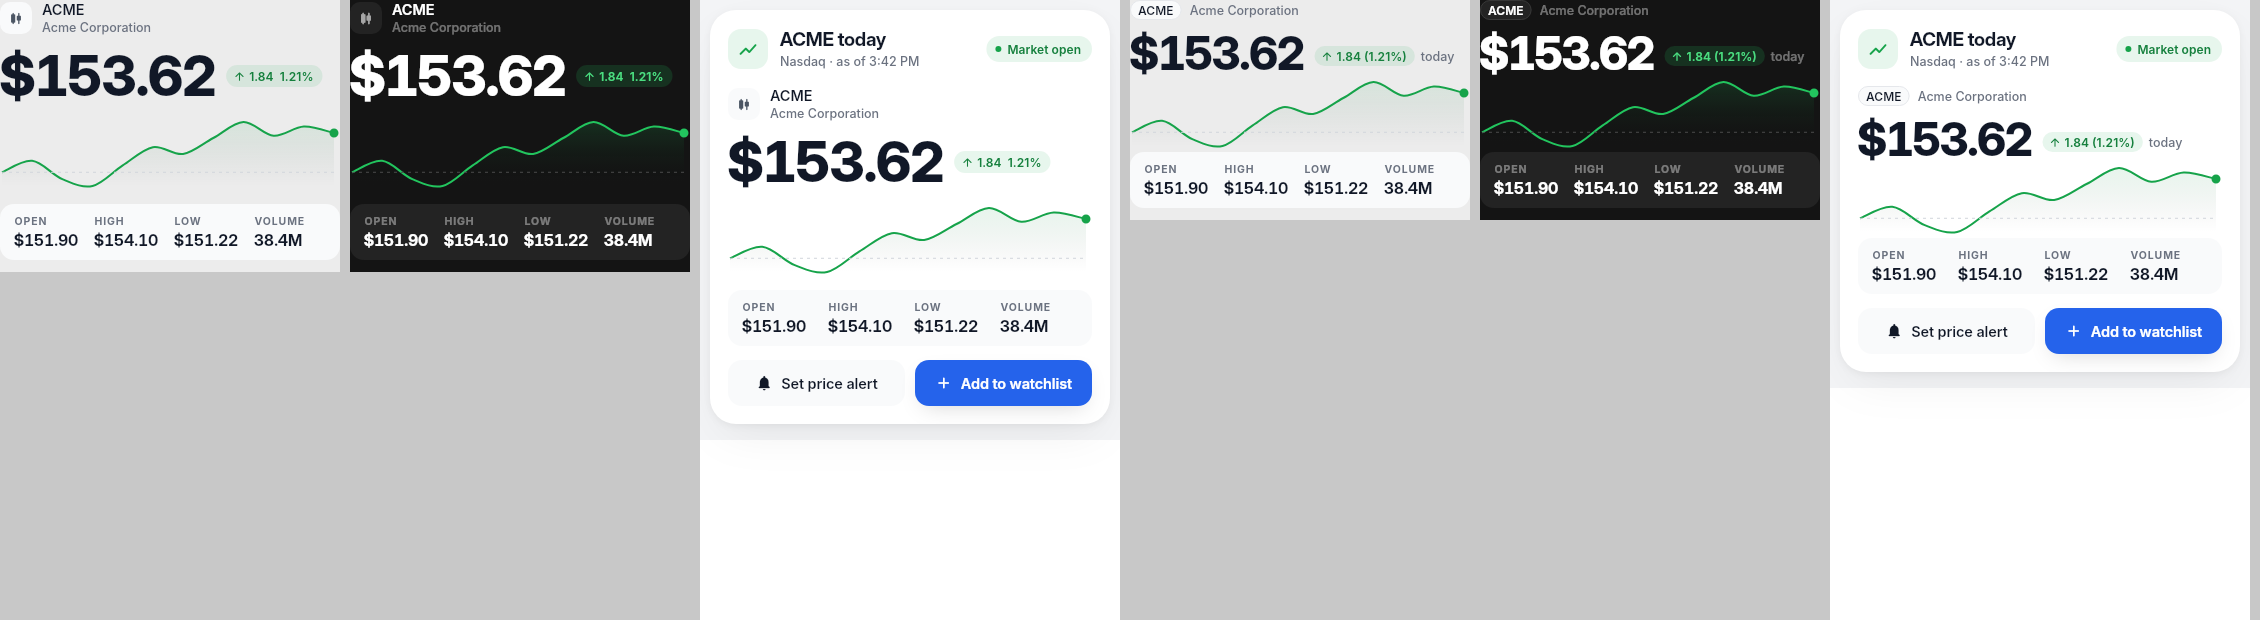 ACME
Acme Corporation
$153.62
↑ 1.84 1.21%
OPEN HIGH LOW VOLUME
$151.90 $154.10 $151.22 38.4M
ACME
Acme Corporation
$153.62
↑ 1.84 1.21%
OPEN HIGH LOW VOLUME
$151.90 $154.10 $151.22 38.4M
ACME today
Nasdaq · as of 3:42 PM
Market open
ACME
Acme Corporation
$153.62
↑ 1.84 1.21%
OPEN HIGH LOW VOLUME
$151.90 $154.10 $151.22 38.4M
Set price alert
+ Add to watchlist
ACME Acme Corporation
$153.62 ↑ 1.84 (1.21%) today
OPEN HIGH LOW VOLUME
$151.90 $154.10 $151.22 38.4M
ACME Acme Corporation
$153.62 ↑ 1.84 (1.21%) today
OPEN HIGH LOW VOLUME
$151.90 $154.10 $151.22 38.4M
ACME today
Nasdaq · as of 3:42 PM
Market open
ACME Acme Corporation
$153.62 ↑ 1.84 (1.21%) today
OPEN HIGH LOW VOLUME
$151.90 $154.10 $151.22 38.4M
Set price alert
+ Add to watchlist